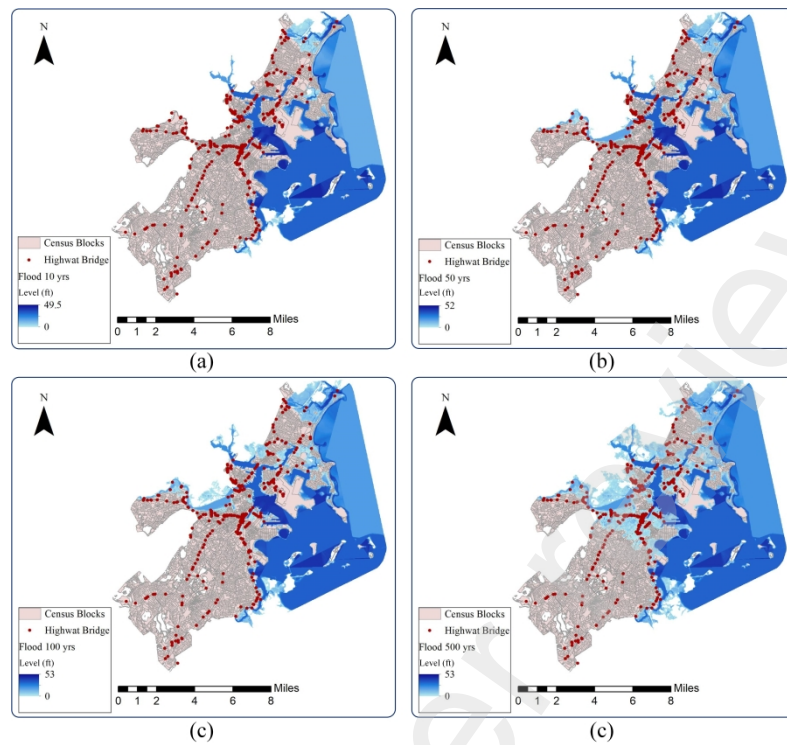 N
Census Blocks
Highwat Bridge
Flood 10 yrs
Level (ft)
49.5
0
0 1 2 4 6 8 Miles
(a)
N
Census Blocks
Highwat Bridge
Flood 50 yrs
Level (ft)
52
0
0 1 2 4 6 8 Miles
(b)
N
Census Blocks
Highwat Bridge
Flood 100 yrs
Level (ft)
53
0
0 1 2 4 6 8 Miles
(c)
N
Census Blocks
Highwat Bridge
Flood 500 yrs
Level (ft)
53
0
0 1 2 4 6 8 Miles
(c)
er review